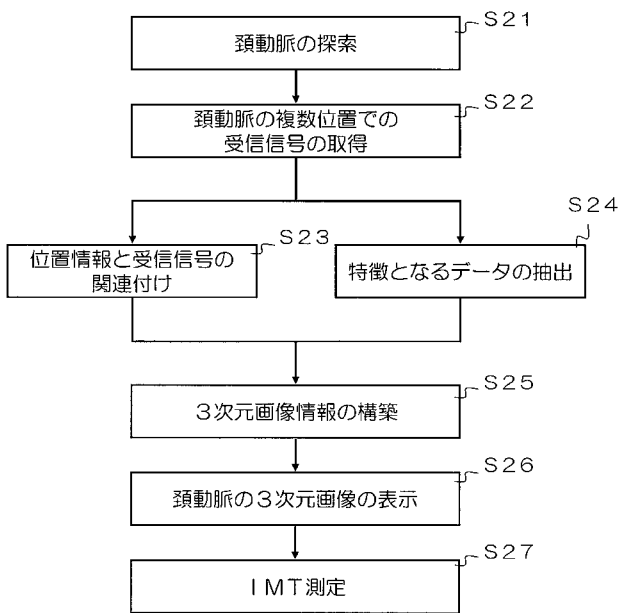 S21
頚動脈の探索
S22
頚動脈の複数位置での
受信信号の取得
S23
位置情報と受信信号の
関連付け
S24
特徴となるデータの抽出
S25
3次元画像情報の構築
S26
頚動脈の3次元画像の表示
S27
IMT測定